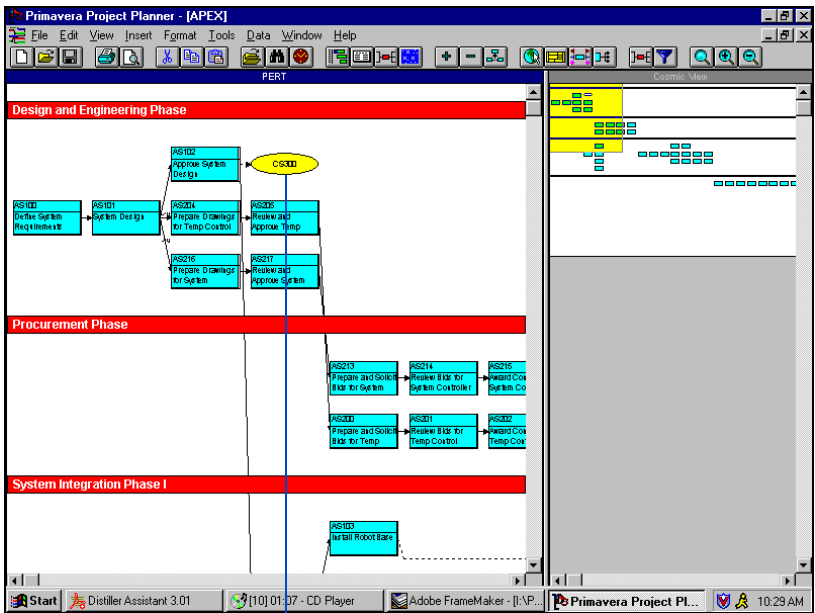 Primavera Project Planner - [APEX]
File Edit View Insert Format Tools Data Window Help
PERT
Cosmic View
Design and Engineering Phase
AS102
Approve System
Design
CS300
AS100
Define System
Requirements
AS101
System Design
AS204
Prepare Drawings
for Temp Control
AS205
Review and
Approve Temp
AS216
Prepare Drawings
for System
AS217
Review and
Approve System
Procurement Phase
AS213
Prepare and Solicit
Bids for System
AS214
Review Bids for
System Controller
AS215
Award Con
System Co
AS200
Prepare and Solicit
Bids for Temp
AS201
Review Bids for
Temp Control
AS202
Award Con
Temp Con
System Integration Phase I
AS103
Install Robot Base
Start
Distiller Assistant 3.01
[10] 01:07 - CD Player
Adobe FrameMaker - [I:\P...
Primavera Project Pl...
10:29 AM